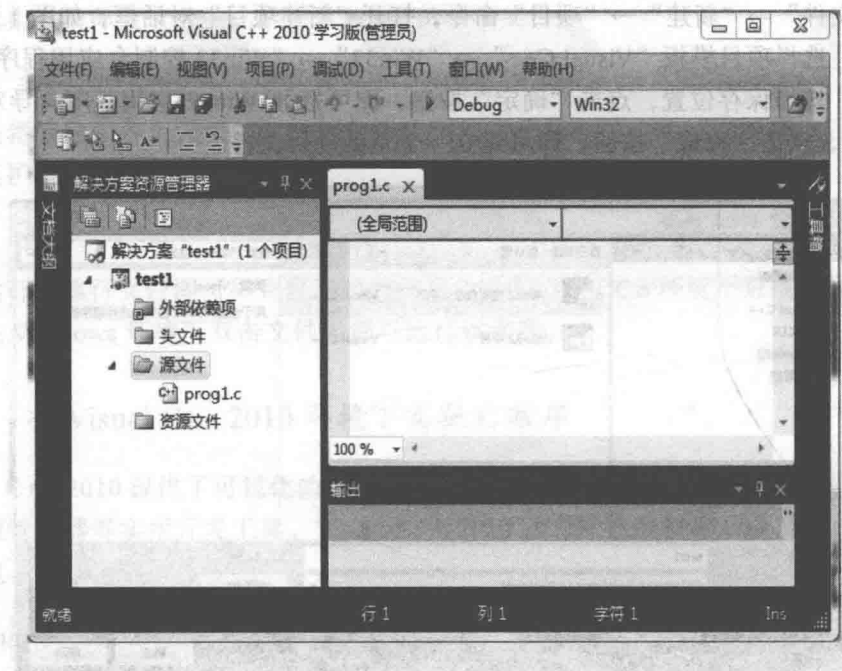 test1 - Microsoft Visual C++ 2010 学习版(管理员)
文件(F) 编辑(E) 视图(V) 项目(P) 调试(D) 工具(T) 窗口(W) 帮助(H)
Debug Win32
解决方案资源管理器
prog1.c
文档大纲
工具箱
(全局范围)
解决方案 "test1" (1 个项目)
test1
外部依赖项
头文件
源文件
prog1.c
资源文件
100 %
输出
就绪 行 1 列 1 字符 1 Ins